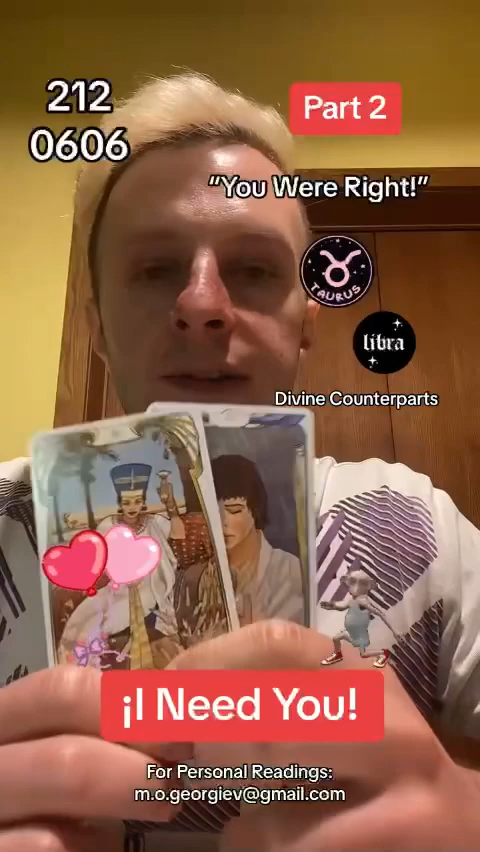 212
0606
Part 2
“You Were Right!”
TAURUS
libra
Divine Counterparts
¡I Need You!
For Personal Readings:
m.o.georgiev@gmail.com